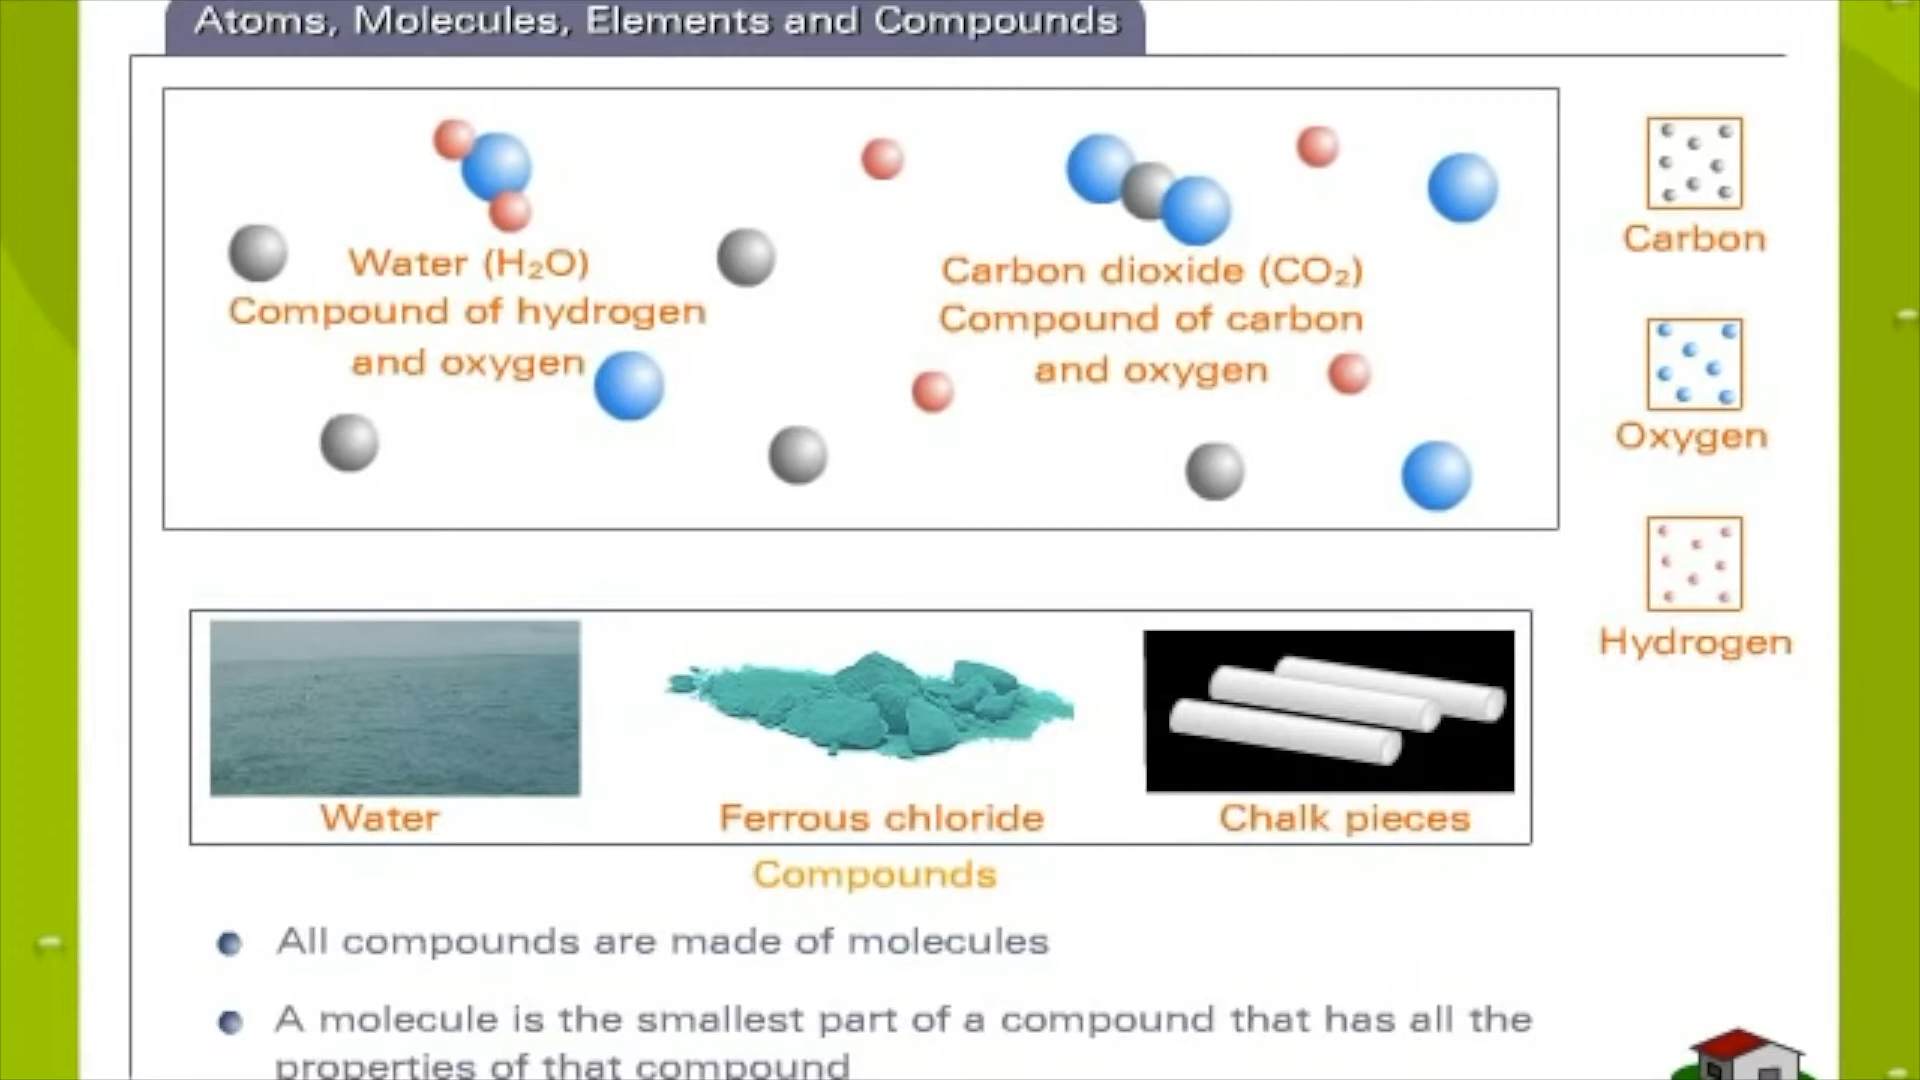 Atoms, Molecules, Elements and Compounds
Water (H₂O)
Compound of hydrogen
and oxygen
Carbon dioxide (CO₂)
Compound of carbon
and oxygen
Carbon
Oxygen
Hydrogen
Water
Ferrous chloride
Chalk pieces
Compounds
All compounds are made of molecules
A molecule is the smallest part of a compound that has all the
properties of that compound